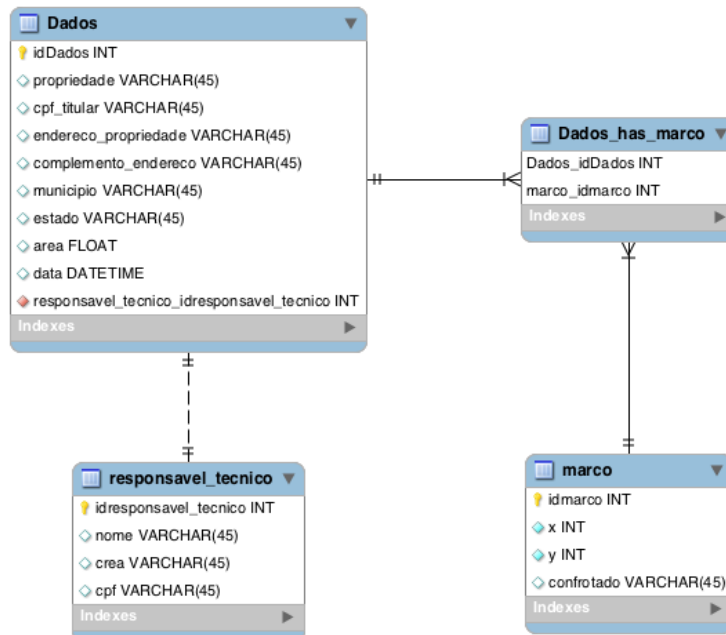 Dados
idDados INT
propriedade VARCHAR(45)
cpf_titular VARCHAR(45)
endereco_propriedade VARCHAR(45)
complemento_endereco VARCHAR(45)
municipio VARCHAR(45)
estado VARCHAR(45)
area FLOAT
data DATETIME
responsavel_tecnico_idresponsavel_tecnico INT
Indexes
Dados_has_marco
Dados_idDados INT
marco_idmarco INT
Indexes
responsavel_tecnico
idresponsavel_tecnico INT
nome VARCHAR(45)
crea VARCHAR(45)
cpf VARCHAR(45)
Indexes
marco
idmarco INT
x INT
y INT
confrotado VARCHAR(45)
Indexes